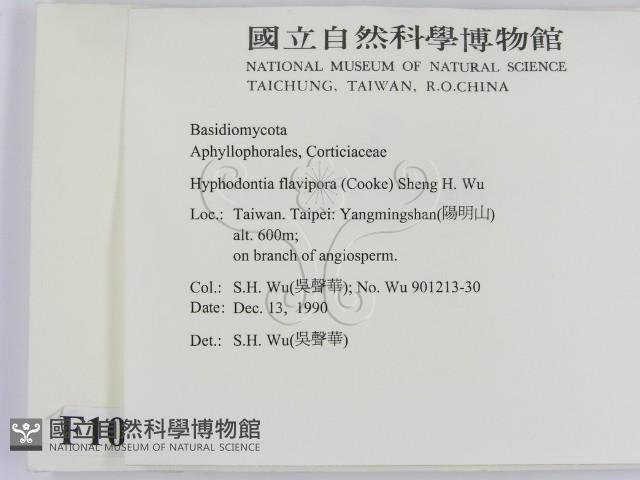 國立自然科學博物館
NATIONAL MUSEUM OF NATURAL SCIENCE
TAICHUNG, TAIWAN, R.O.CHINA
Basidiomycota
Aphyllophorales, Corticiaceae
Hyphodontia flavipora (Cooke) Sheng H. Wu
Loc.: Taiwan. Taipei: Yangmingshan(陽明山)
alt. 600m;
on branch of angiosperm.
Col.: S.H. Wu(吳聲華); No. Wu 901213-30
Date: Dec. 13, 1990
Det.: S.H. Wu(吳聲華)
F10
國立自然科學博物館
NATIONAL MUSEUM OF NATURAL SCIENCE